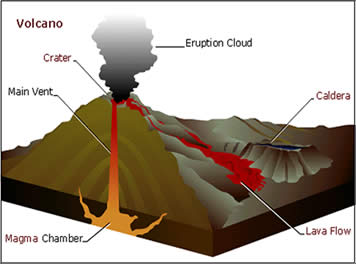 Volcano
Eruption Cloud
Crater
Main Vent
Caldera
Magma Chamber
Lava Flow